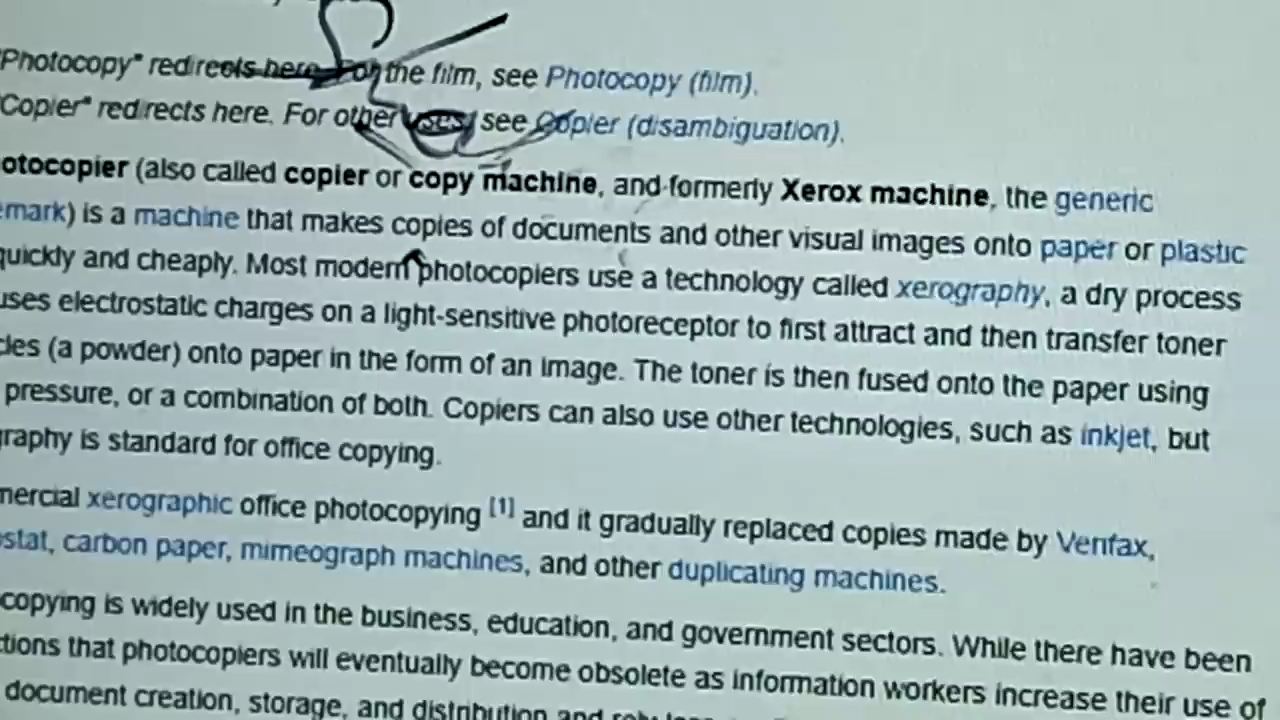 "Photocopy" redirects here. For the film, see Photocopy (film).
"Copier" redirects here. For other uses, see Copier (disambiguation).
otocopier (also called copier or copy machine, and formerly Xerox machine, the generic
emark) is a machine that makes copies of documents and other visual images onto paper or plastic
quickly and cheaply. Most modern photocopiers use a technology called xerography, a dry process
uses electrostatic charges on a light-sensitive photoreceptor to first attract and then transfer toner
cles (a powder) onto paper in the form of an image. The toner is then fused onto the paper using
pressure, or a combination of both. Copiers can also use other technologies, such as inkjet, but
graphy is standard for office copying.
mercial xerographic office photocopying [1] and it gradually replaced copies made by Verifax,
ostat, carbon paper, mimeograph machines, and other duplicating machines.
copying is widely used in the business, education, and government sectors. While there have been
ctions that photocopiers will eventually become obsolete as information workers increase their use of
document creation, storage, and distribution and rely less